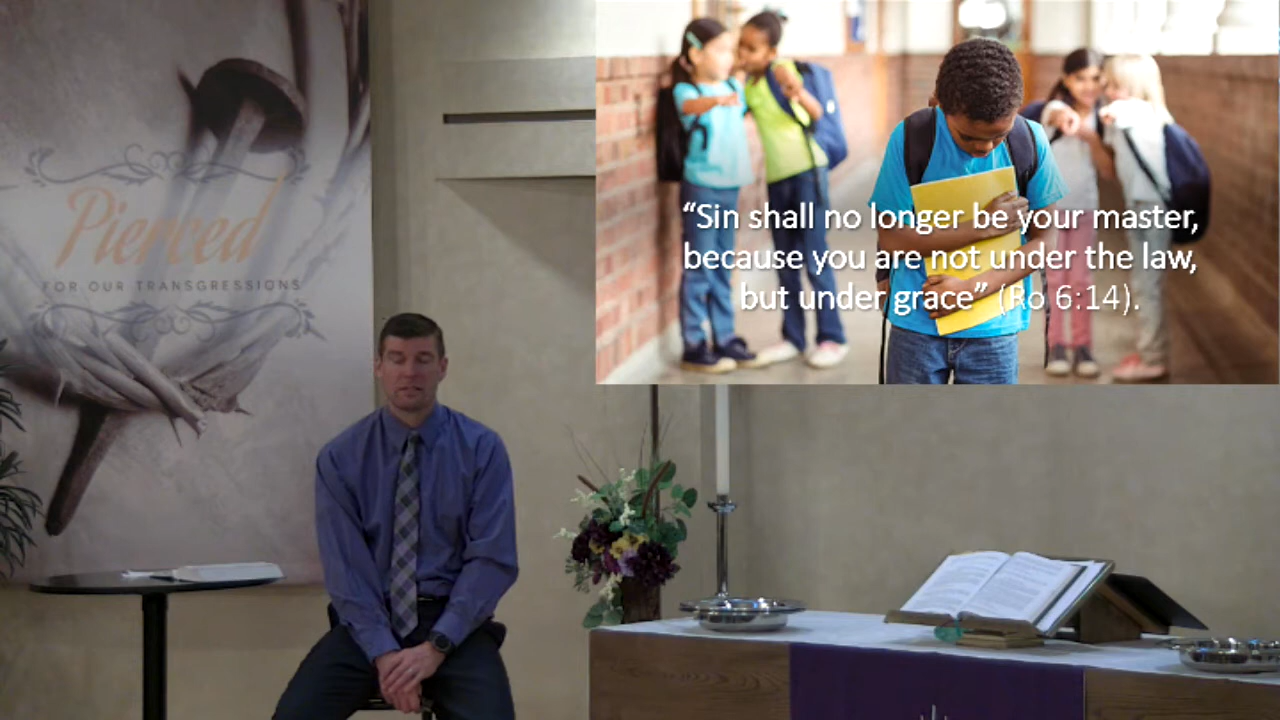 Pierced
FOR OUR TRANSGRESSIONS
“Sin shall no longer be your master,
because you are not under the law,
but under grace” (Ro 6:14).